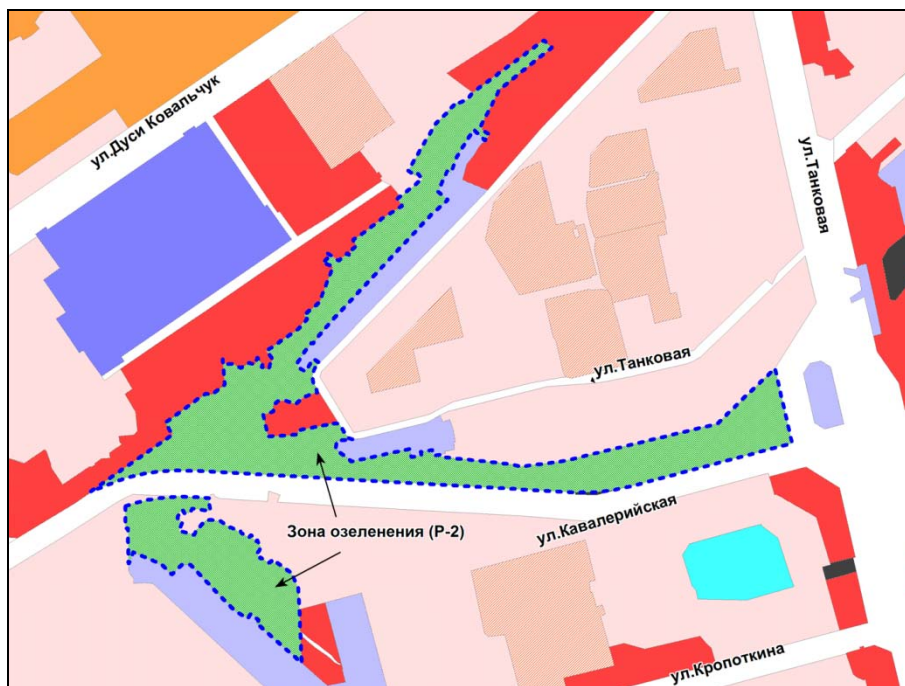 ул.Дуси Ковальчук
ул.Танковая
ул.Танковая
Зона озеленения (Р-2)
ул.Кавалерийская
ул.Кропоткина